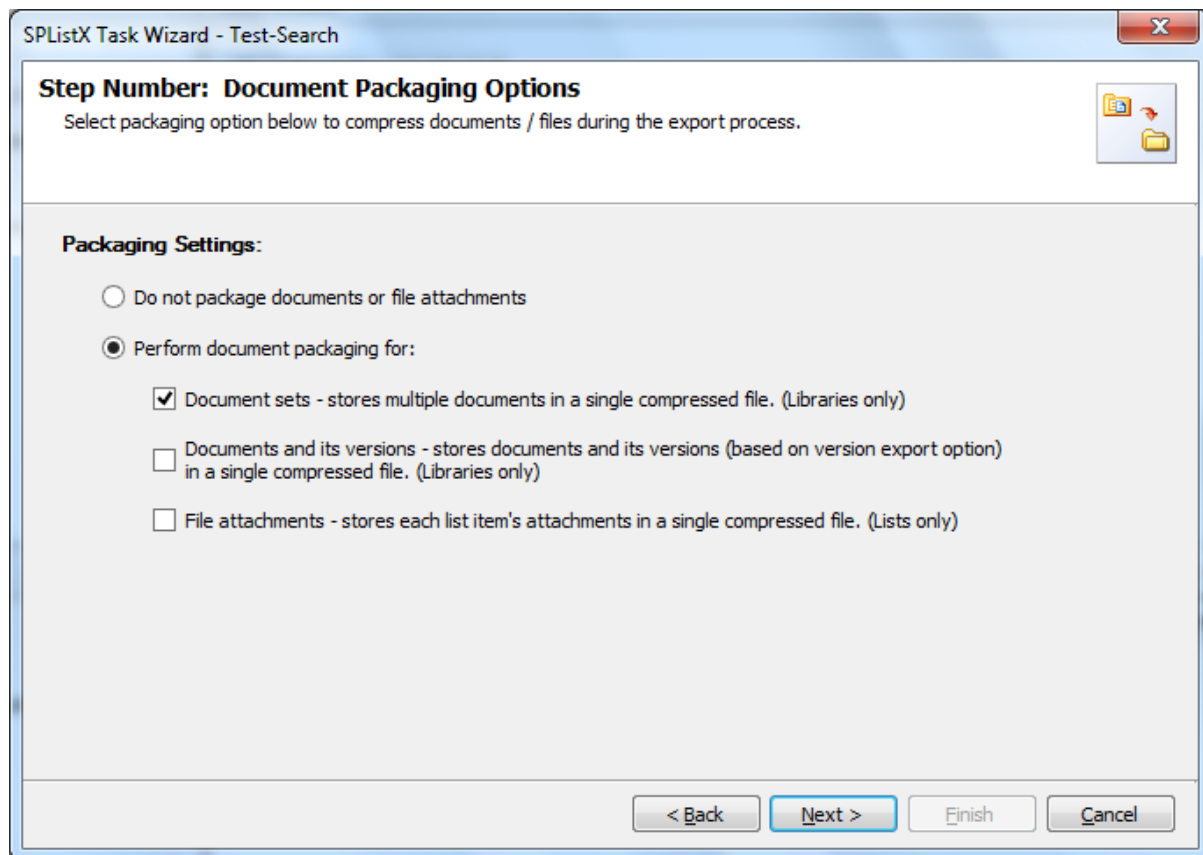 SPListX Task Wizard - Test-Search
X
Step Number: Document Packaging Options
Select packaging option below to compress documents / files during the export process.
Packaging Settings:
Do not package documents or file attachments
Perform document packaging for:
Document sets - stores multiple documents in a single compressed file. (Libraries only)
Documents and its versions - stores documents and its versions (based on version export option)
in a single compressed file. (Libraries only)
File attachments - stores each list item's attachments in a single compressed file. (Lists only)
< Back Next > Finish Cancel